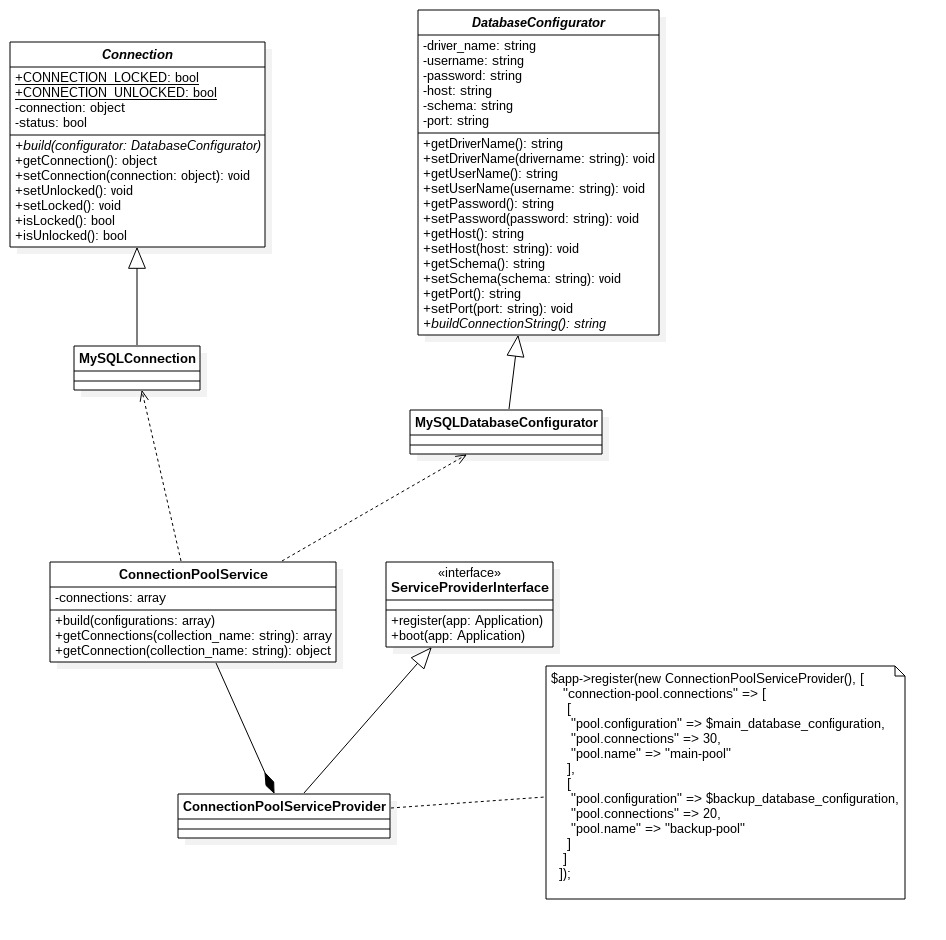 Connection
+CONNECTION_LOCKED: bool
+CONNECTION_UNLOCKED: bool
-connection: object
-status: bool
+build(configurator: DatabaseConfigurator)
+getConnection(): object
+setConnection(connection: object): void
+setUnlocked(): void
+setLocked(): void
+isLocked(): bool
+isUnlocked(): bool
DatabaseConfigurator
-driver_name: string
-username: string
-password: string
-host: string
-schema: string
-port: string
+getDriverName(): string
+setDriverName(drivername: string): void
+getUserName(): string
+setUserName(username: string): void
+getPassword(): string
+setPassword(password: string): void
+getHost(): string
+setHost(host: string): void
+getSchema(): string
+setSchema(schema: string): void
+getPort(): string
+setPort(port: string): void
+buildConnectionString(): string
MySQLConnection
MySQLDatabaseConfigurator
ConnectionPoolService
-connections: array
+build(configurations: array)
+getConnections(collection_name: string): array
+getConnection(collection_name: string): object
«interface»
ServiceProviderInterface
+register(app: Application)
+boot(app: Application)
ConnectionPoolServiceProvider
$app->register(new ConnectionPoolServiceProvider(), [
"connection-pool.connections" => [
[
"pool.configuration" => $main_database_configuration,
"pool.connections" => 30,
"pool.name" => "main-pool"
],
[
"pool.configuration" => $backup_database_configuration,
"pool.connections" => 20,
"pool.name" => "backup-pool"
]
]
]);